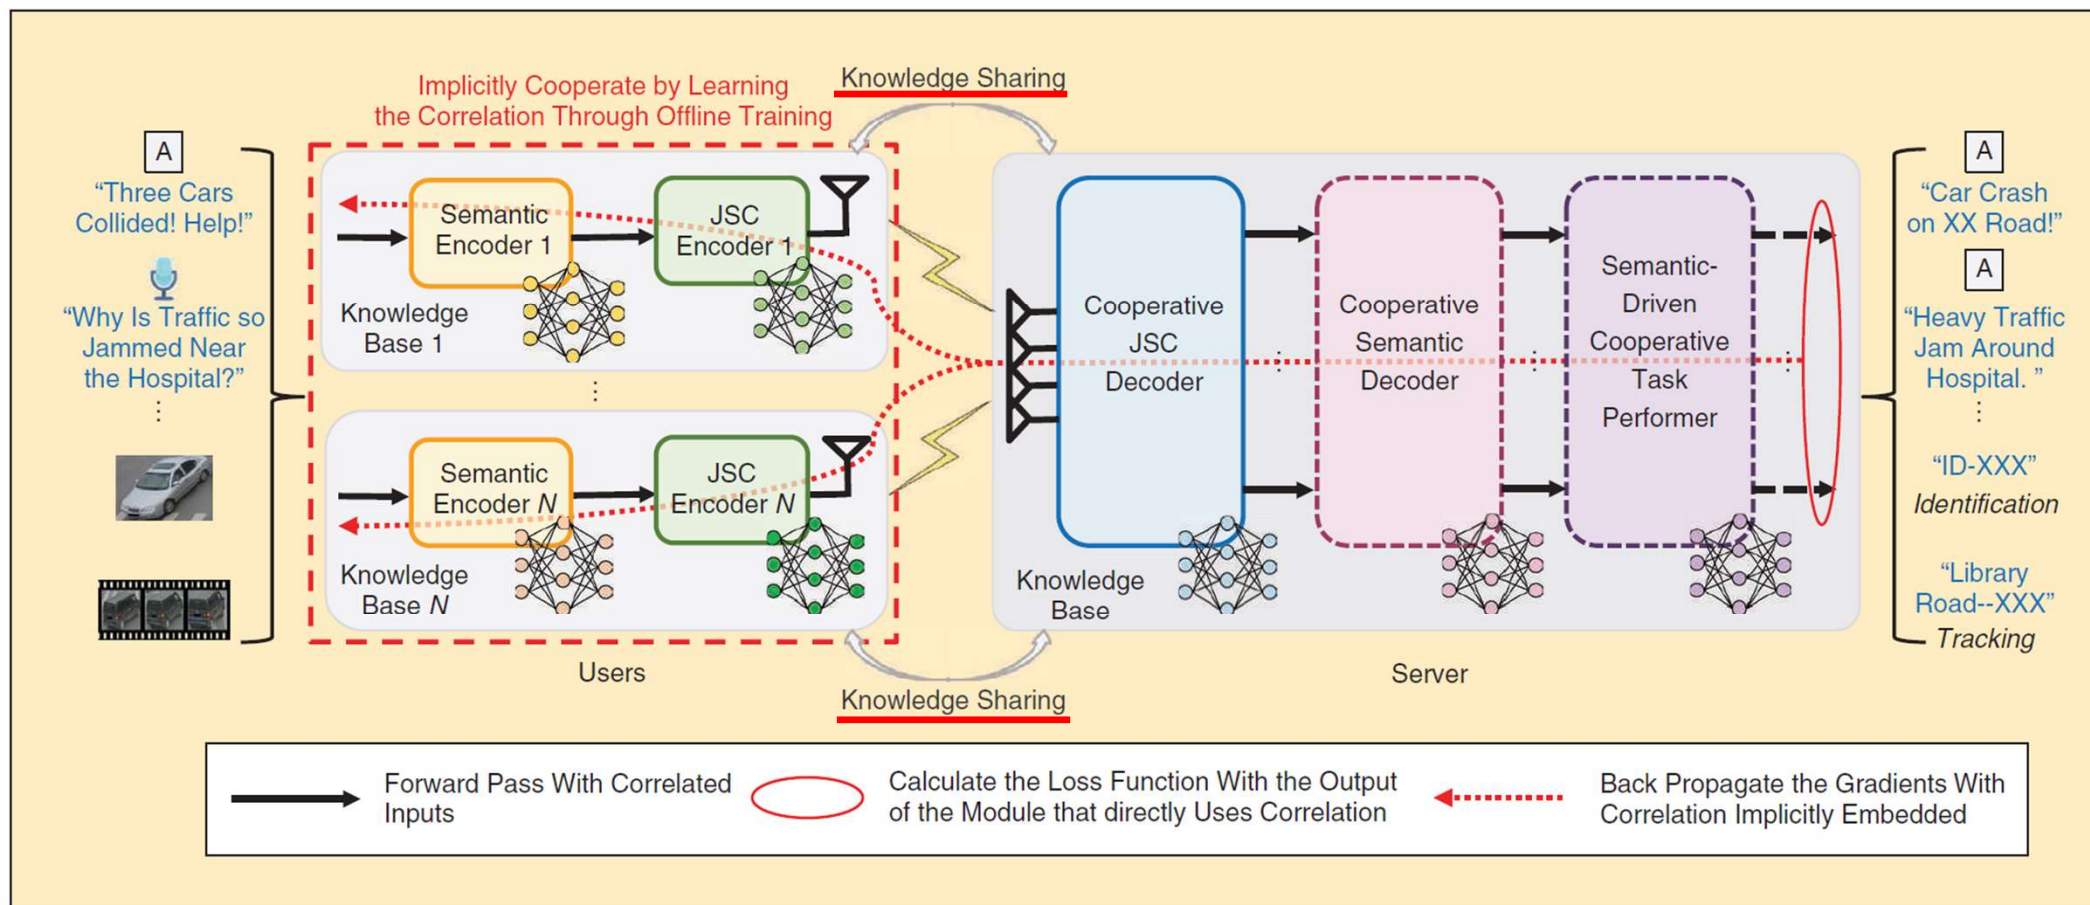 Implicitly Cooperate by Learning
the Correlation Through Offline Training
Knowledge Sharing
A
“Three Cars
Collided! Help!”
“Why Is Traffic so
Jammed Near
the Hospital?”
Semantic
Encoder 1
JSC
Encoder 1
Knowledge
Base 1
Semantic
Encoder N
JSC
Encoder N
Knowledge
Base N
Users
Cooperative
JSC
Decoder
Cooperative
Semantic
Decoder
Semantic-
Driven
Cooperative
Task
Performer
Knowledge
Base
Server
Knowledge Sharing
A
“Car Crash
on XX Road!”
A
“Heavy Traffic
Jam Around
Hospital. ”
“ID-XXX”
Identification
“Library
Road--XXX”
Tracking
Forward Pass With Correlated
Inputs
Calculate the Loss Function With the Output
of the Module that directly Uses Correlation
Back Propagate the Gradients With
Correlation Implicitly Embedded